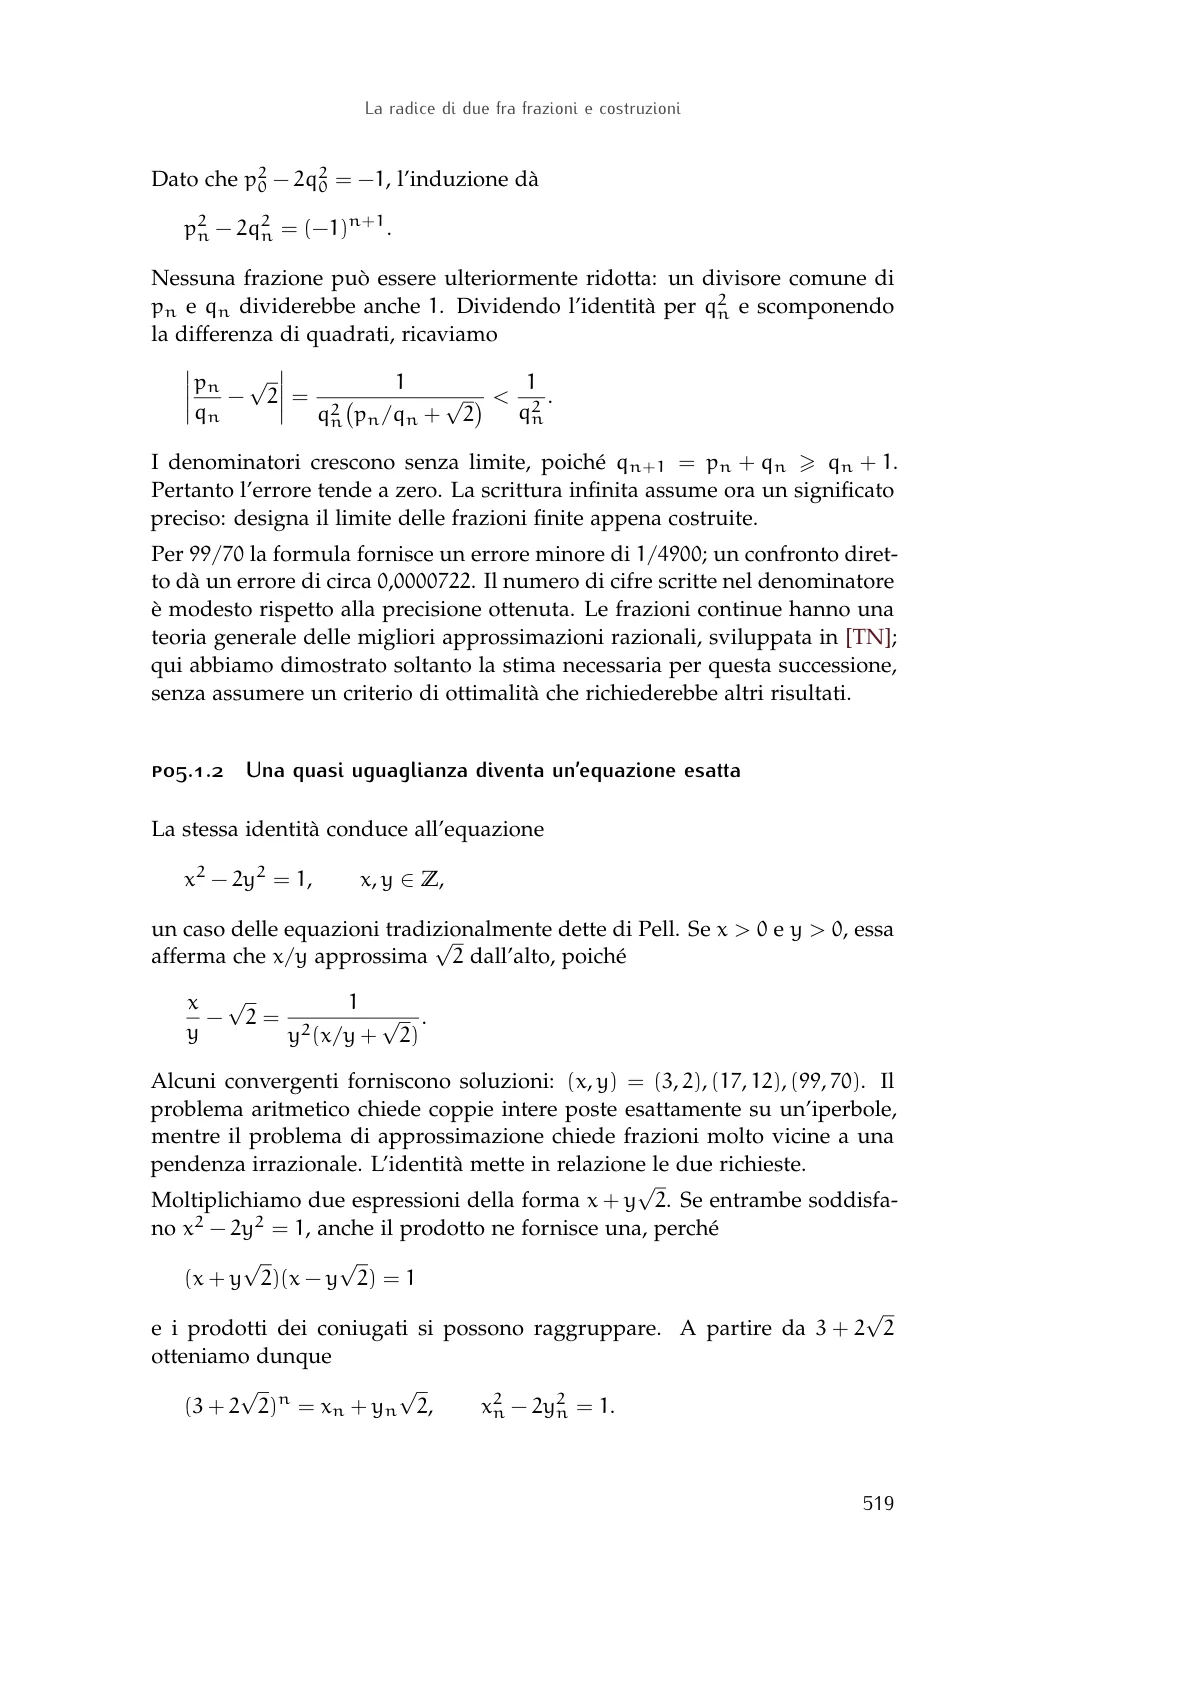 La radice di due fra frazioni e costruzioni
Dato che p₀² − 2q₀² = −1, l’induzione dà
pₙ² − 2qₙ² = (−1)ⁿ⁺¹.
Nessuna frazione può essere ulteriormente ridotta: un divisore comune di
pₙ e qₙ dividerebbe anche 1. Dividendo l’identità per qₙ² e scomponendo
la differenza di quadrati, ricaviamo
|pₙ/qₙ − √2| = 1/(qₙ²(pₙ/qₙ + √2)) < 1/qₙ².
I denominatori crescono senza limite, poiché qₙ₊₁ = pₙ + qₙ ⩾ qₙ + 1.
Pertanto l’errore tende a zero. La scrittura infinita assume ora un significato
preciso: designa il limite delle frazioni finite appena costruite.
Per 99/70 la formula fornisce un errore minore di 1/4900; un confronto diret-
to dà un errore di circa 0,0000722. Il numero di cifre scritte nel denominatore
è modesto rispetto alla precisione ottenuta. Le frazioni continue hanno una
teoria generale delle migliori approssimazioni razionali, sviluppata in [TN];
qui abbiamo dimostrato soltanto la stima necessaria per questa successione,
senza assumere un criterio di ottimalità che richiederebbe altri risultati.
P05.1.2 Una quasi uguaglianza diventa un’equazione esatta
La stessa identità conduce all’equazione
x² − 2y² = 1, x, y ∈ ℤ,
un caso delle equazioni tradizionalmente dette di Pell. Se x > 0 e y > 0, essa
afferma che x/y approssima √2 dall’alto, poiché
x/y − √2 = 1/(y²(x/y + √2)).
Alcuni convergenti forniscono soluzioni: (x, y) = (3, 2), (17, 12), (99, 70). Il
problema aritmetico chiede coppie intere poste esattamente su un’iperbole,
mentre il problema di approssimazione chiede frazioni molto vicine a una
pendenza irrazionale. L’identità mette in relazione le due richieste.
Moltiplichiamo due espressioni della forma x + y√2. Se entrambe soddisfa-
no x² − 2y² = 1, anche il prodotto ne fornisce una, perché
(x + y√2)(x − y√2) = 1
e i prodotti dei coniugati si possono raggruppare. A partire da 3 + 2√2
otteniamo dunque
(3 + 2√2)ⁿ = xₙ + yₙ√2, xₙ² − 2yₙ² = 1.
519